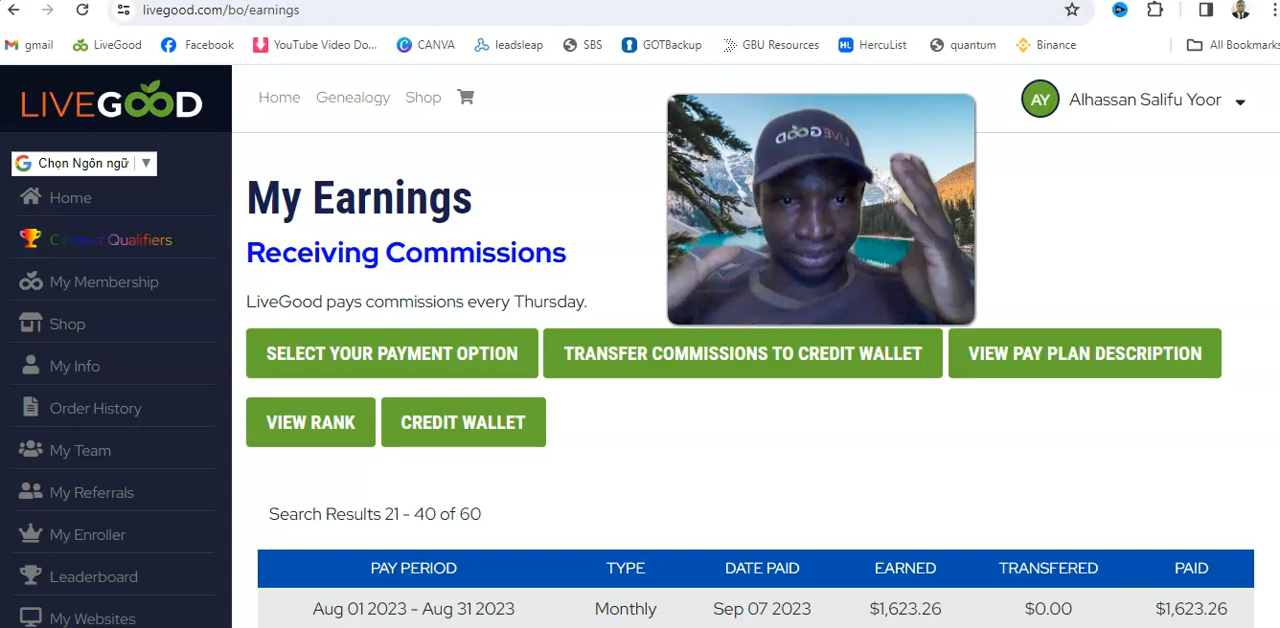 livegood.com/bo/earnings
gmail LiveGood Facebook YouTube Video Do... CANVA leadsleap SBS GOTBackup GBU Resources HercuList quantum Binance All Bookmarks
LIVEGOOD
Home Genealogy Shop
AY Alhassan Salifu Yoor
LIVEGOOD
Chọn Ngôn ngữ
Home
Contest Qualifiers
My Membership
Shop
My Info
Order History
My Team
My Referrals
My Enroller
Leaderboard
My Websites
My Earnings
Receiving Commissions
LiveGood pays commissions every Thursday.
SELECT YOUR PAYMENT OPTION TRANSFER COMMISSIONS TO CREDIT WALLET VIEW PAY PLAN DESCRIPTION
VIEW RANK CREDIT WALLET
Search Results 21 - 40 of 60
PAY PERIOD TYPE DATE PAID EARNED TRANSFERED PAID
Aug 01 2023 - Aug 31 2023 Monthly Sep 07 2023 $1,623.26 $0.00 $1,623.26